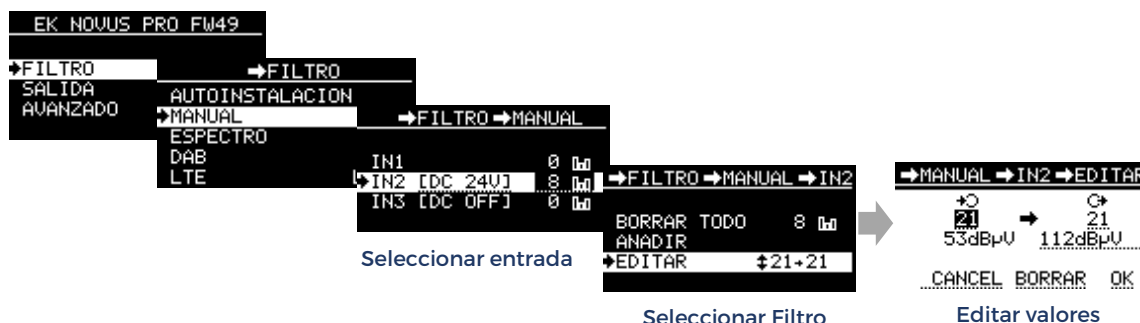 EK NOVUS PRO FW49
➔FILTRO
SALIDA
AVANZADO
➔FILTRO
AUTOINSTALACION
➔MANUAL
ESPECTRO
DAB
LTE
➔FILTRO➔MANUAL
IN1 0
IN2 [DC 24V] 8
IN3 [DC OFF] 0
Seleccionar entrada
➔FILTRO➔MANUAL➔IN2
BORRAR TODO 8
ANADIR
➔EDITAR ↕21→21
Seleccionar Filtro
➔MANUAL➔IN2➔EDITAR
21 ➔ 21
53dBµV 112dBµV
CANCEL BORRAR OK
Editar valores